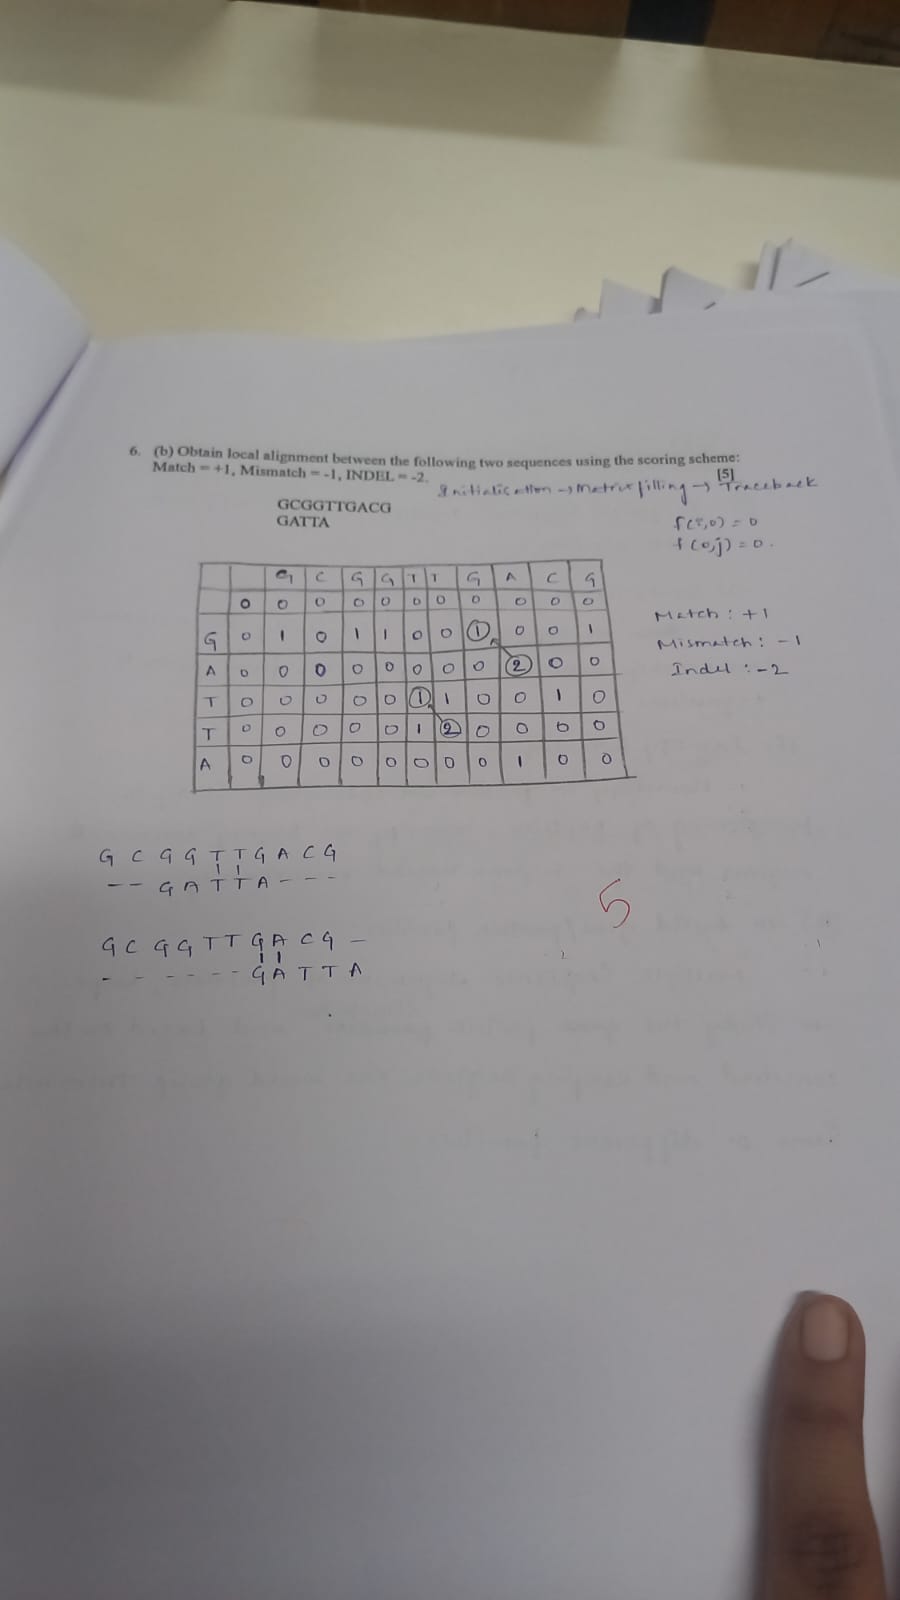 6. (b) Obtain local alignment between the following two sequences using the scoring scheme:
Match = +1, Mismatch = -1, INDEL = -2. [5]
Initialisation → Matrix filling → Traceback
GCGGTTGACG
GATTA
f(i,0) = 0
f(0,j) = 0.
G C G G T T G A C G
0 0 0 0 0 0 0 0 0 0 0
G 0 1 0 1 1 0 0 1 0 0 1
A 0 0 0 0 0 0 0 0 2 0 0
T 0 0 0 0 0 1 1 0 0 1 0
T 0 0 0 0 0 1 2 0 0 0 0
A 0 0 0 0 0 0 0 0 1 0 0
Match : +1
Mismatch : -1
Indel : -2
G C G G T T G A C G
- - G A T T A - - -
5
G C G G T T G A C G -
- - - - - - G A T T A